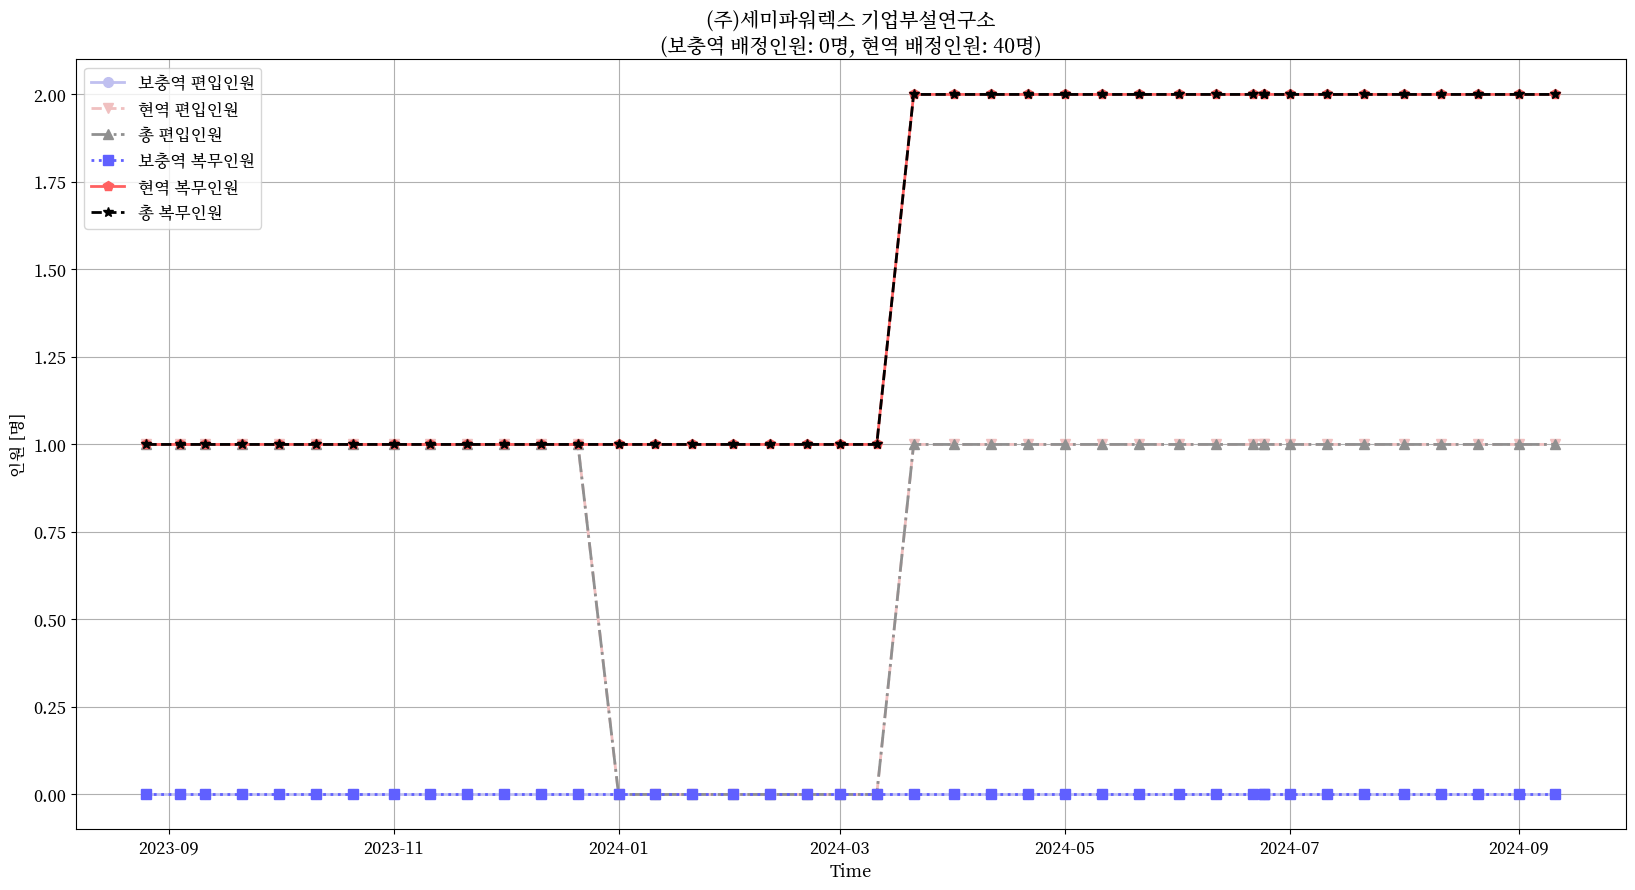 (주)세미파워렉스 기업부설연구소
(보충역 배정인원: 0명, 현역 배정인원: 40명)
보충역 편입인원
현역 편입인원
총 편입인원
보충역 복무인원
현역 복무인원
총 복무인원
2.00
1.75
1.50
1.25
1.00
0.75
0.50
0.25
0.00
인원 [명]
2023-09 2023-11 2024-01 2024-03 2024-05 2024-07 2024-09
Time